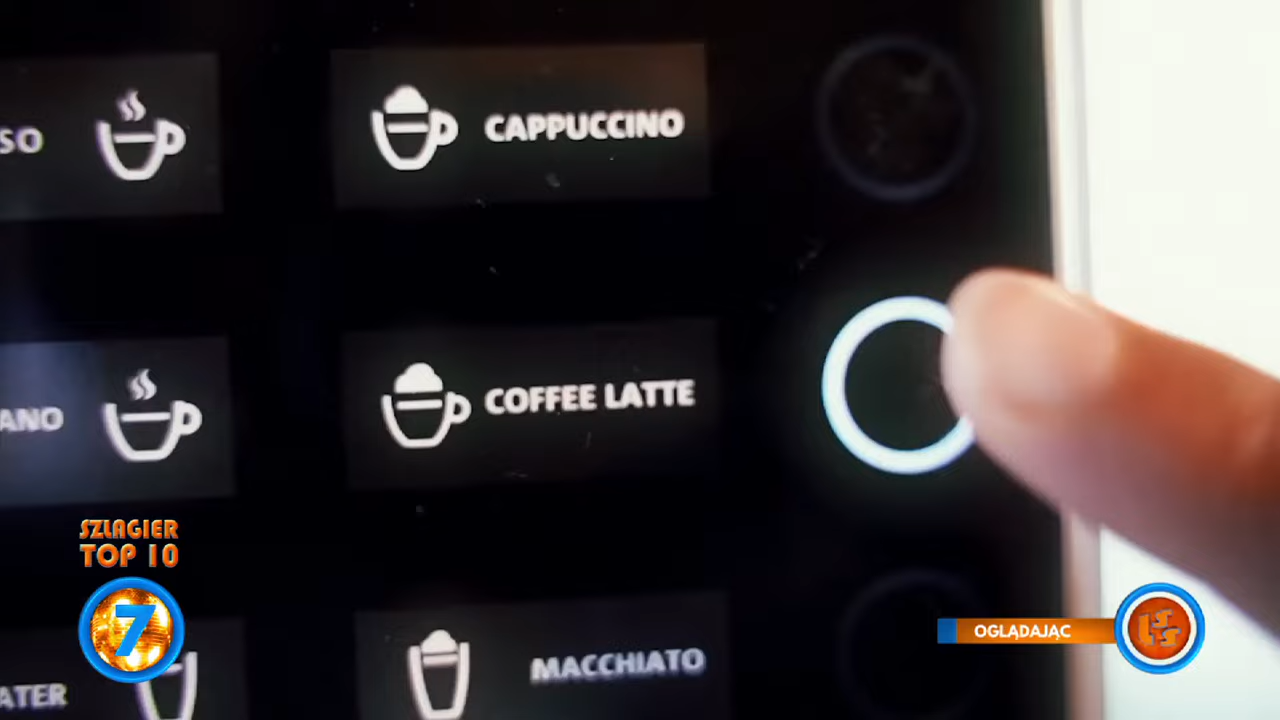 SO
CAPPUCCINO
ANO
COFFEE LATTE
SZLAGIER
TOP 10
7
OGLĄDAJĄC
ATER
MACCHIATO